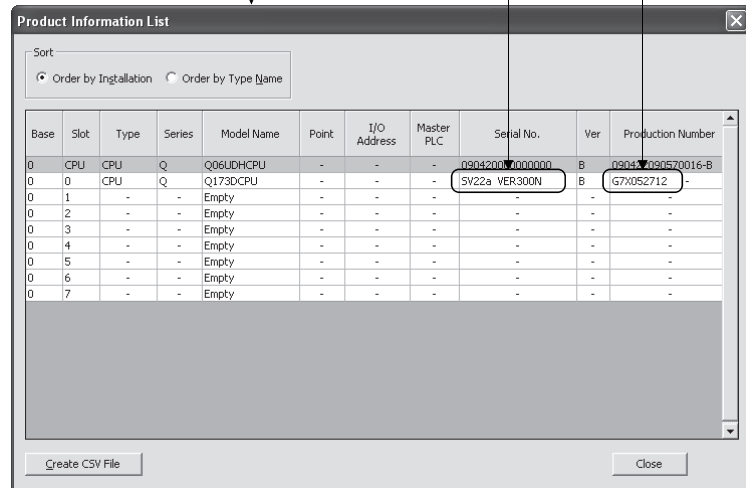 Product Information List
Sort
Order by Installation Order by Type Name
Base Slot Type Series Model Name Point I/O Address Master PLC Serial No. Ver Production Number
0 CPU CPU Q Q06UDHCPU - - - B
0 0 CPU Q Q173DCPU - - - SV22a VER300N B G7X052712 -
0 1 - - Empty - - - - - -
0 2 - - Empty - - - - - -
0 3 - - Empty - - - - - -
0 4 - - Empty - - - - - -
0 5 - - Empty - - - - - -
0 6 - - Empty - - - - - -
0 7 - - Empty - - - - - -
Create CSV File Close